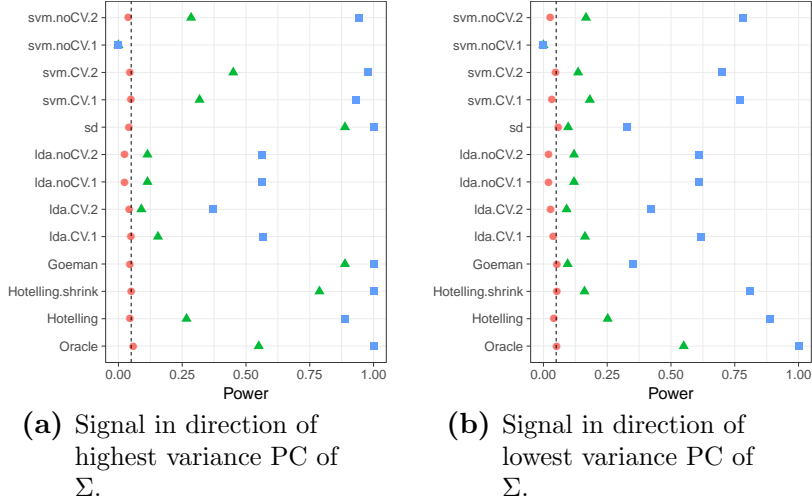 svm.noCV.2
svm.noCV.1
svm.CV.2
svm.CV.1
sd
lda.noCV.2
lda.noCV.1
lda.CV.2
lda.CV.1
Goeman
Hotelling.shrink
Hotelling
Oracle
0.00 0.25 0.50 0.75 1.00
Power
(a) Signal in direction of
highest variance PC of
Σ.
svm.noCV.2
svm.noCV.1
svm.CV.2
svm.CV.1
sd
lda.noCV.2
lda.noCV.1
lda.CV.2
lda.CV.1
Goeman
Hotelling.shrink
Hotelling
Oracle
0.00 0.25 0.50 0.75 1.00
Power
(b) Signal in direction of
lowest variance PC of
Σ.